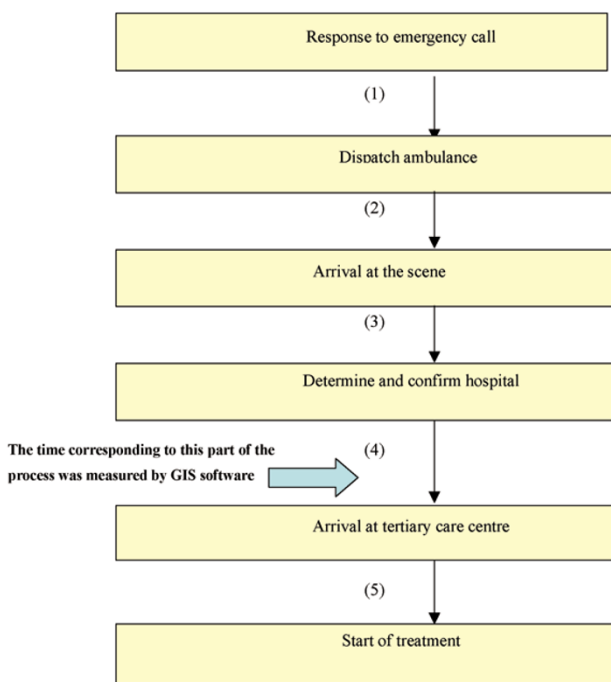 Response to emergency call
(1)
Dispatch ambulance
(2)
Arrival at the scene
(3)
Determine and confirm hospital
The time corresponding to this part of the
process was measured by GIS software
(4)
Arrival at tertiary care centre
(5)
Start of treatment